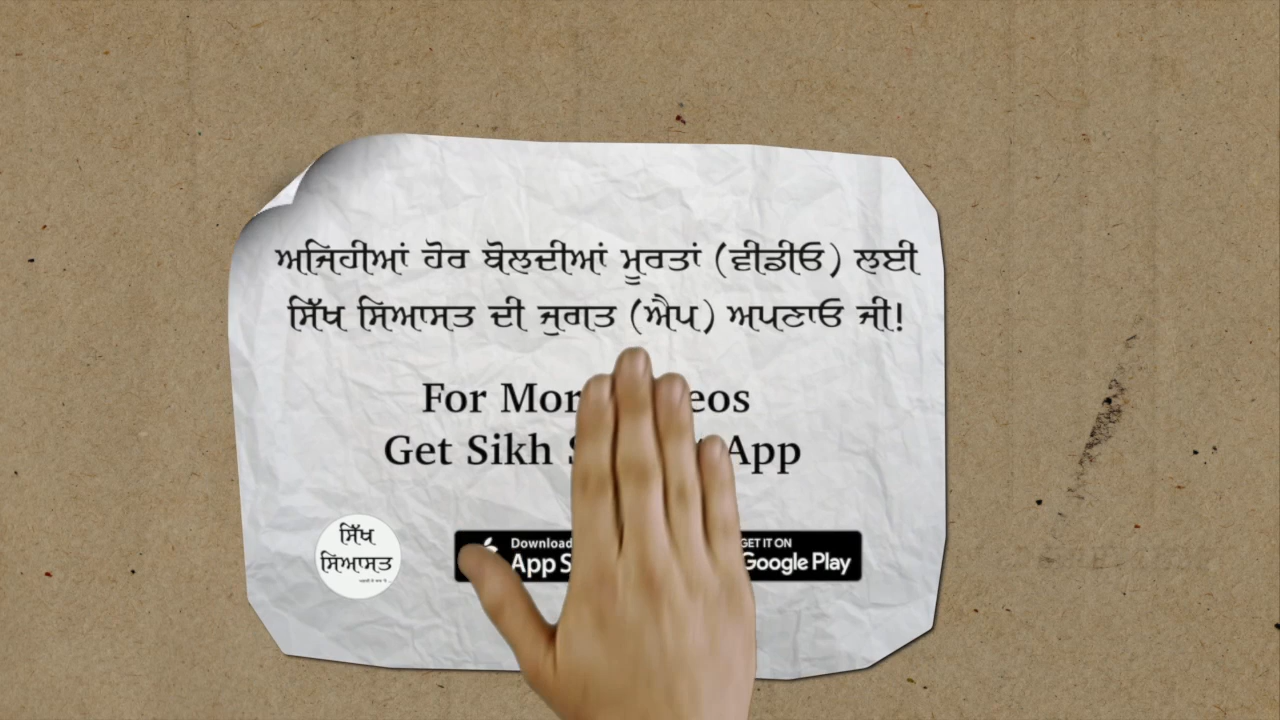 ਅਜਿਹੀਆਂ ਹੋਰ ਬੋਲਦੀਆਂ ਮੂਰਤਾਂ (ਵੀਡੀਓ) ਲਈ
ਸਿੱਖ ਸਿਆਸਤ ਦੀ ਜੁਗਤ (ਐਪ) ਅਪਣਾਓ ਜੀ!
For
Get Sikh App
ਸਿੱਖ
ਸਿਆਸਤ
Download
App
GET IT ON
Google Play